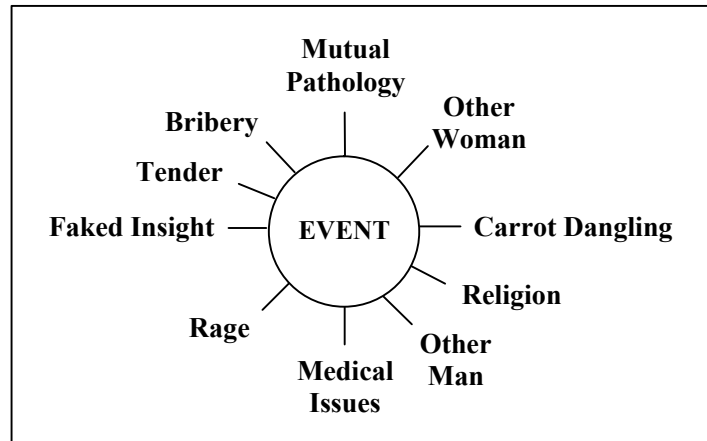 Mutual
Pathology
Other
Woman
Bribery
Tender
Faked Insight
EVENT
Carrot Dangling
Religion
Rage
Other
Man
Medical
Issues